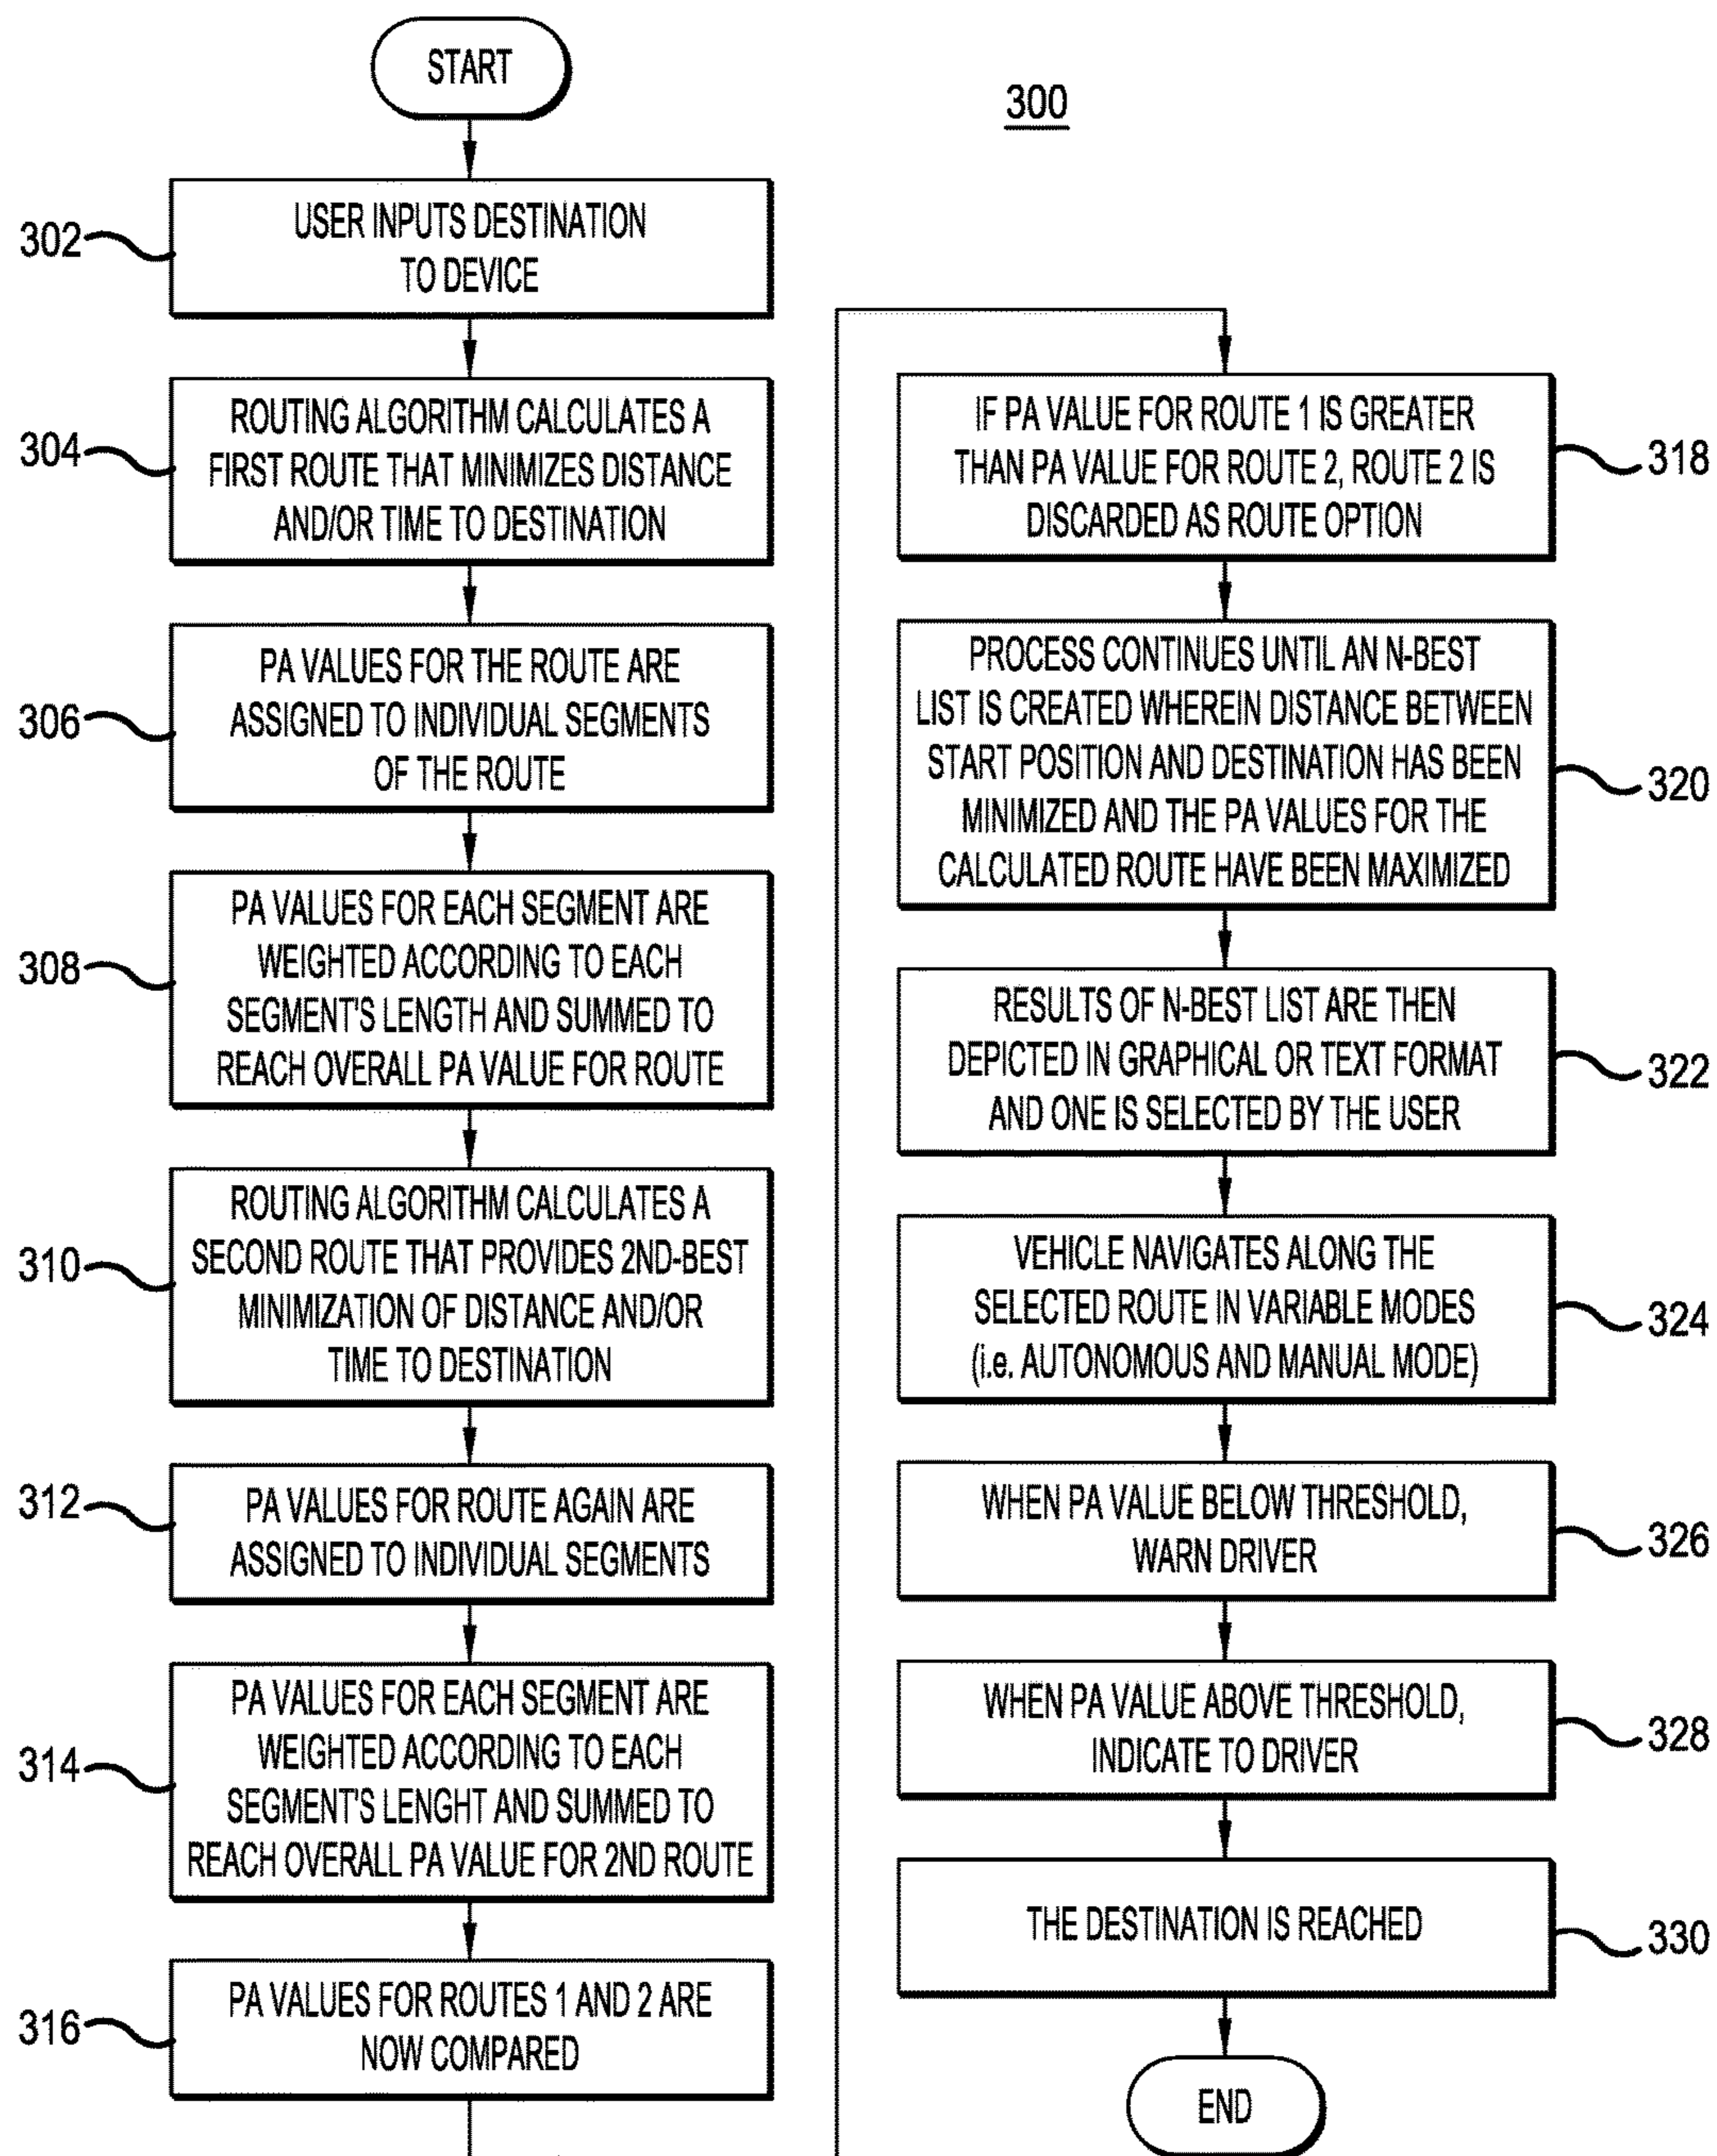 START
300
302
USER INPUTS DESTINATION
TO DEVICE
304
ROUTING ALGORITHM CALCULATES A
FIRST ROUTE THAT MINIMIZES DISTANCE
AND/OR TIME TO DESTINATION
306
PA VALUES FOR THE ROUTE ARE
ASSIGNED TO INDIVIDUAL SEGMENTS
OF THE ROUTE
308
PA VALUES FOR EACH SEGMENT ARE
WEIGHTED ACCORDING TO EACH
SEGMENT'S LENGTH AND SUMMED TO
REACH OVERALL PA VALUE FOR ROUTE
310
ROUTING ALGORITHM CALCULATES A
SECOND ROUTE THAT PROVIDES 2ND-BEST
MINIMIZATION OF DISTANCE AND/OR
TIME TO DESTINATION
312
PA VALUES FOR ROUTE AGAIN ARE
ASSIGNED TO INDIVIDUAL SEGMENTS
314
PA VALUES FOR EACH SEGMENT ARE
WEIGHTED ACCORDING TO EACH
SEGMENT'S LENGHT AND SUMMED TO
REACH OVERALL PA VALUE FOR 2ND ROUTE
316
PA VALUES FOR ROUTES 1 AND 2 ARE
NOW COMPARED
IF PA VALUE FOR ROUTE 1 IS GREATER
THAN PA VALUE FOR ROUTE 2, ROUTE 2 IS
DISCARDED AS ROUTE OPTION
318
PROCESS CONTINUES UNTIL AN N-BEST
LIST IS CREATED WHEREIN DISTANCE BETWEEN
START POSITION AND DESTINATION HAS BEEN
MINIMIZED AND THE PA VALUES FOR THE
CALCULATED ROUTE HAVE BEEN MAXIMIZED
320
RESULTS OF N-BEST LIST ARE THEN
DEPICTED IN GRAPHICAL OR TEXT FORMAT
AND ONE IS SELECTED BY THE USER
322
VEHICLE NAVIGATES ALONG THE
SELECTED ROUTE IN VARIABLE MODES
(i.e. AUTONOMOUS AND MANUAL MODE)
324
WHEN PA VALUE BELOW THRESHOLD,
WARN DRIVER
326
WHEN PA VALUE ABOVE THRESHOLD,
INDICATE TO DRIVER
328
THE DESTINATION IS REACHED
330
END